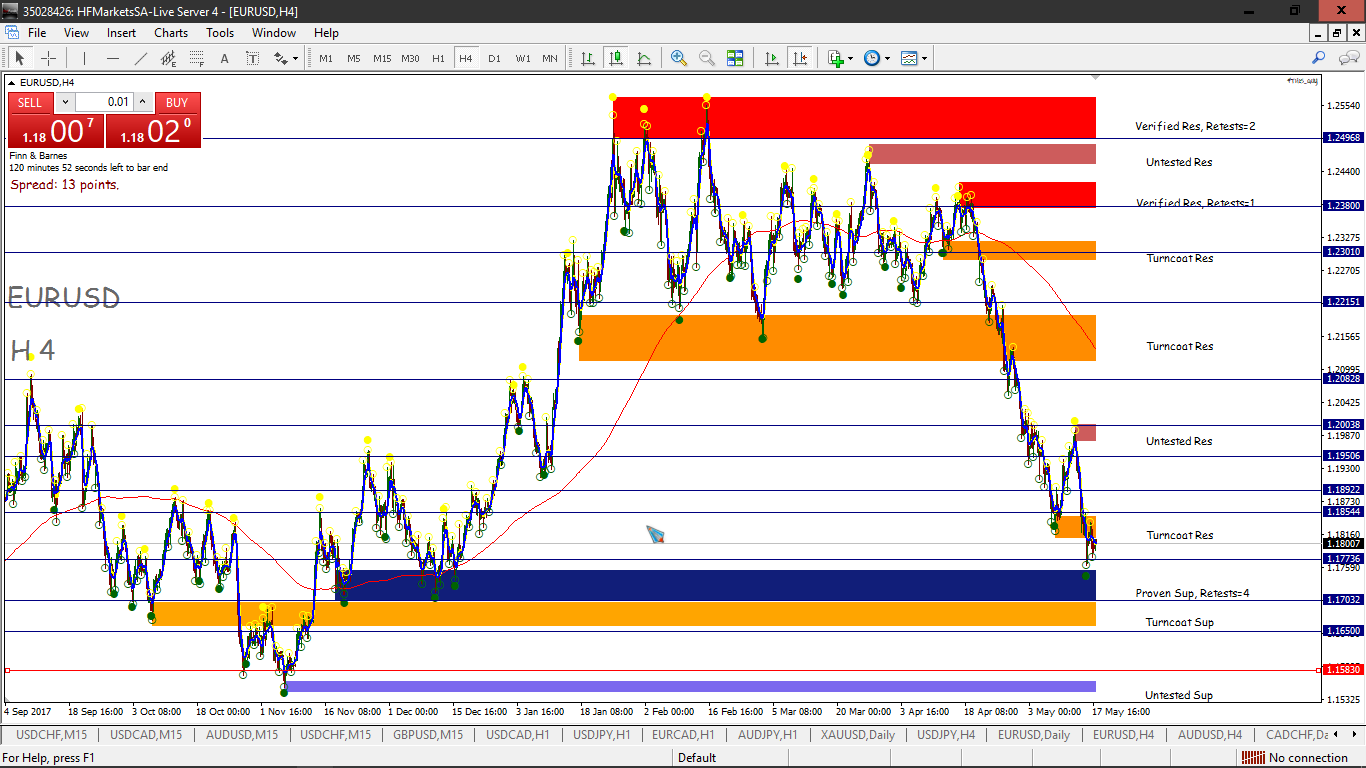 35028426: HFMarketsSA-Live Server 4 - [EURUSD,H4]
File View Insert Charts Tools Window Help
A T M1 M5 M15 M30 H1 H4 D1 W1 MN
EURUSD,H4
SELL 0.01 BUY
1.18 00 7 1.18 02 0
Finn & Barnes
120 minutes 52 seconds left to bar end
Spread: 13 points.
EURUSD
H 4
Verified Res, Retests=2
Untested Res
Verified Res, Retests=1
Turncoat Res
Turncoat Res
Untested Res
Turncoat Res
Proven Sup, Retests=4
Turncoat Sup
Untested Sup
1.25540
1.24968
1.24400
1.23800
1.23275
1.23010
1.22705
1.22151
1.21565
1.20995
1.20828
1.20425
1.20038
1.19870
1.19506
1.19300
1.18922
1.18730
1.18544
1.18160
1.18007
1.17736
1.17590
1.17032
1.16500
1.15830
1.15325
4 Sep 2017 18 Sep 16:00 3 Oct 08:00 18 Oct 00:00 1 Nov 16:00 16 Nov 08:00 1 Dec 00:00 15 Dec 16:00 3 Jan 16:00 18 Jan 08:00 2 Feb 00:00 16 Feb 16:00 5 Mar 08:00 20 Mar 00:00 3 Apr 16:00 18 Apr 08:00 3 May 00:00 17 May 16:00
USDCHF,M15 USDCAD,M15 AUDUSD,M15 USDCHF,M15 GBPUSD,M15 USDCAD,H1 USDJPY,H1 EURCAD,H1 AUDJPY,H1 XAUUSD,Daily USDJPY,H4 EURUSD,Daily EURUSD,H4 AUDUSD,H4 CADCHF,Da
For Help, press F1 Default No connection